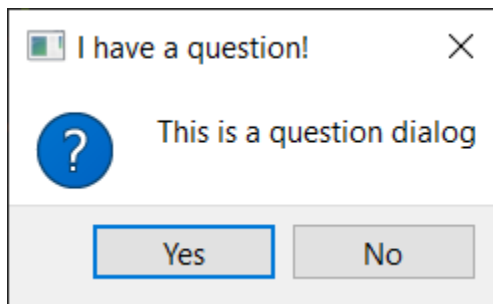 I have a question!
?
This is a question dialog
Yes
No